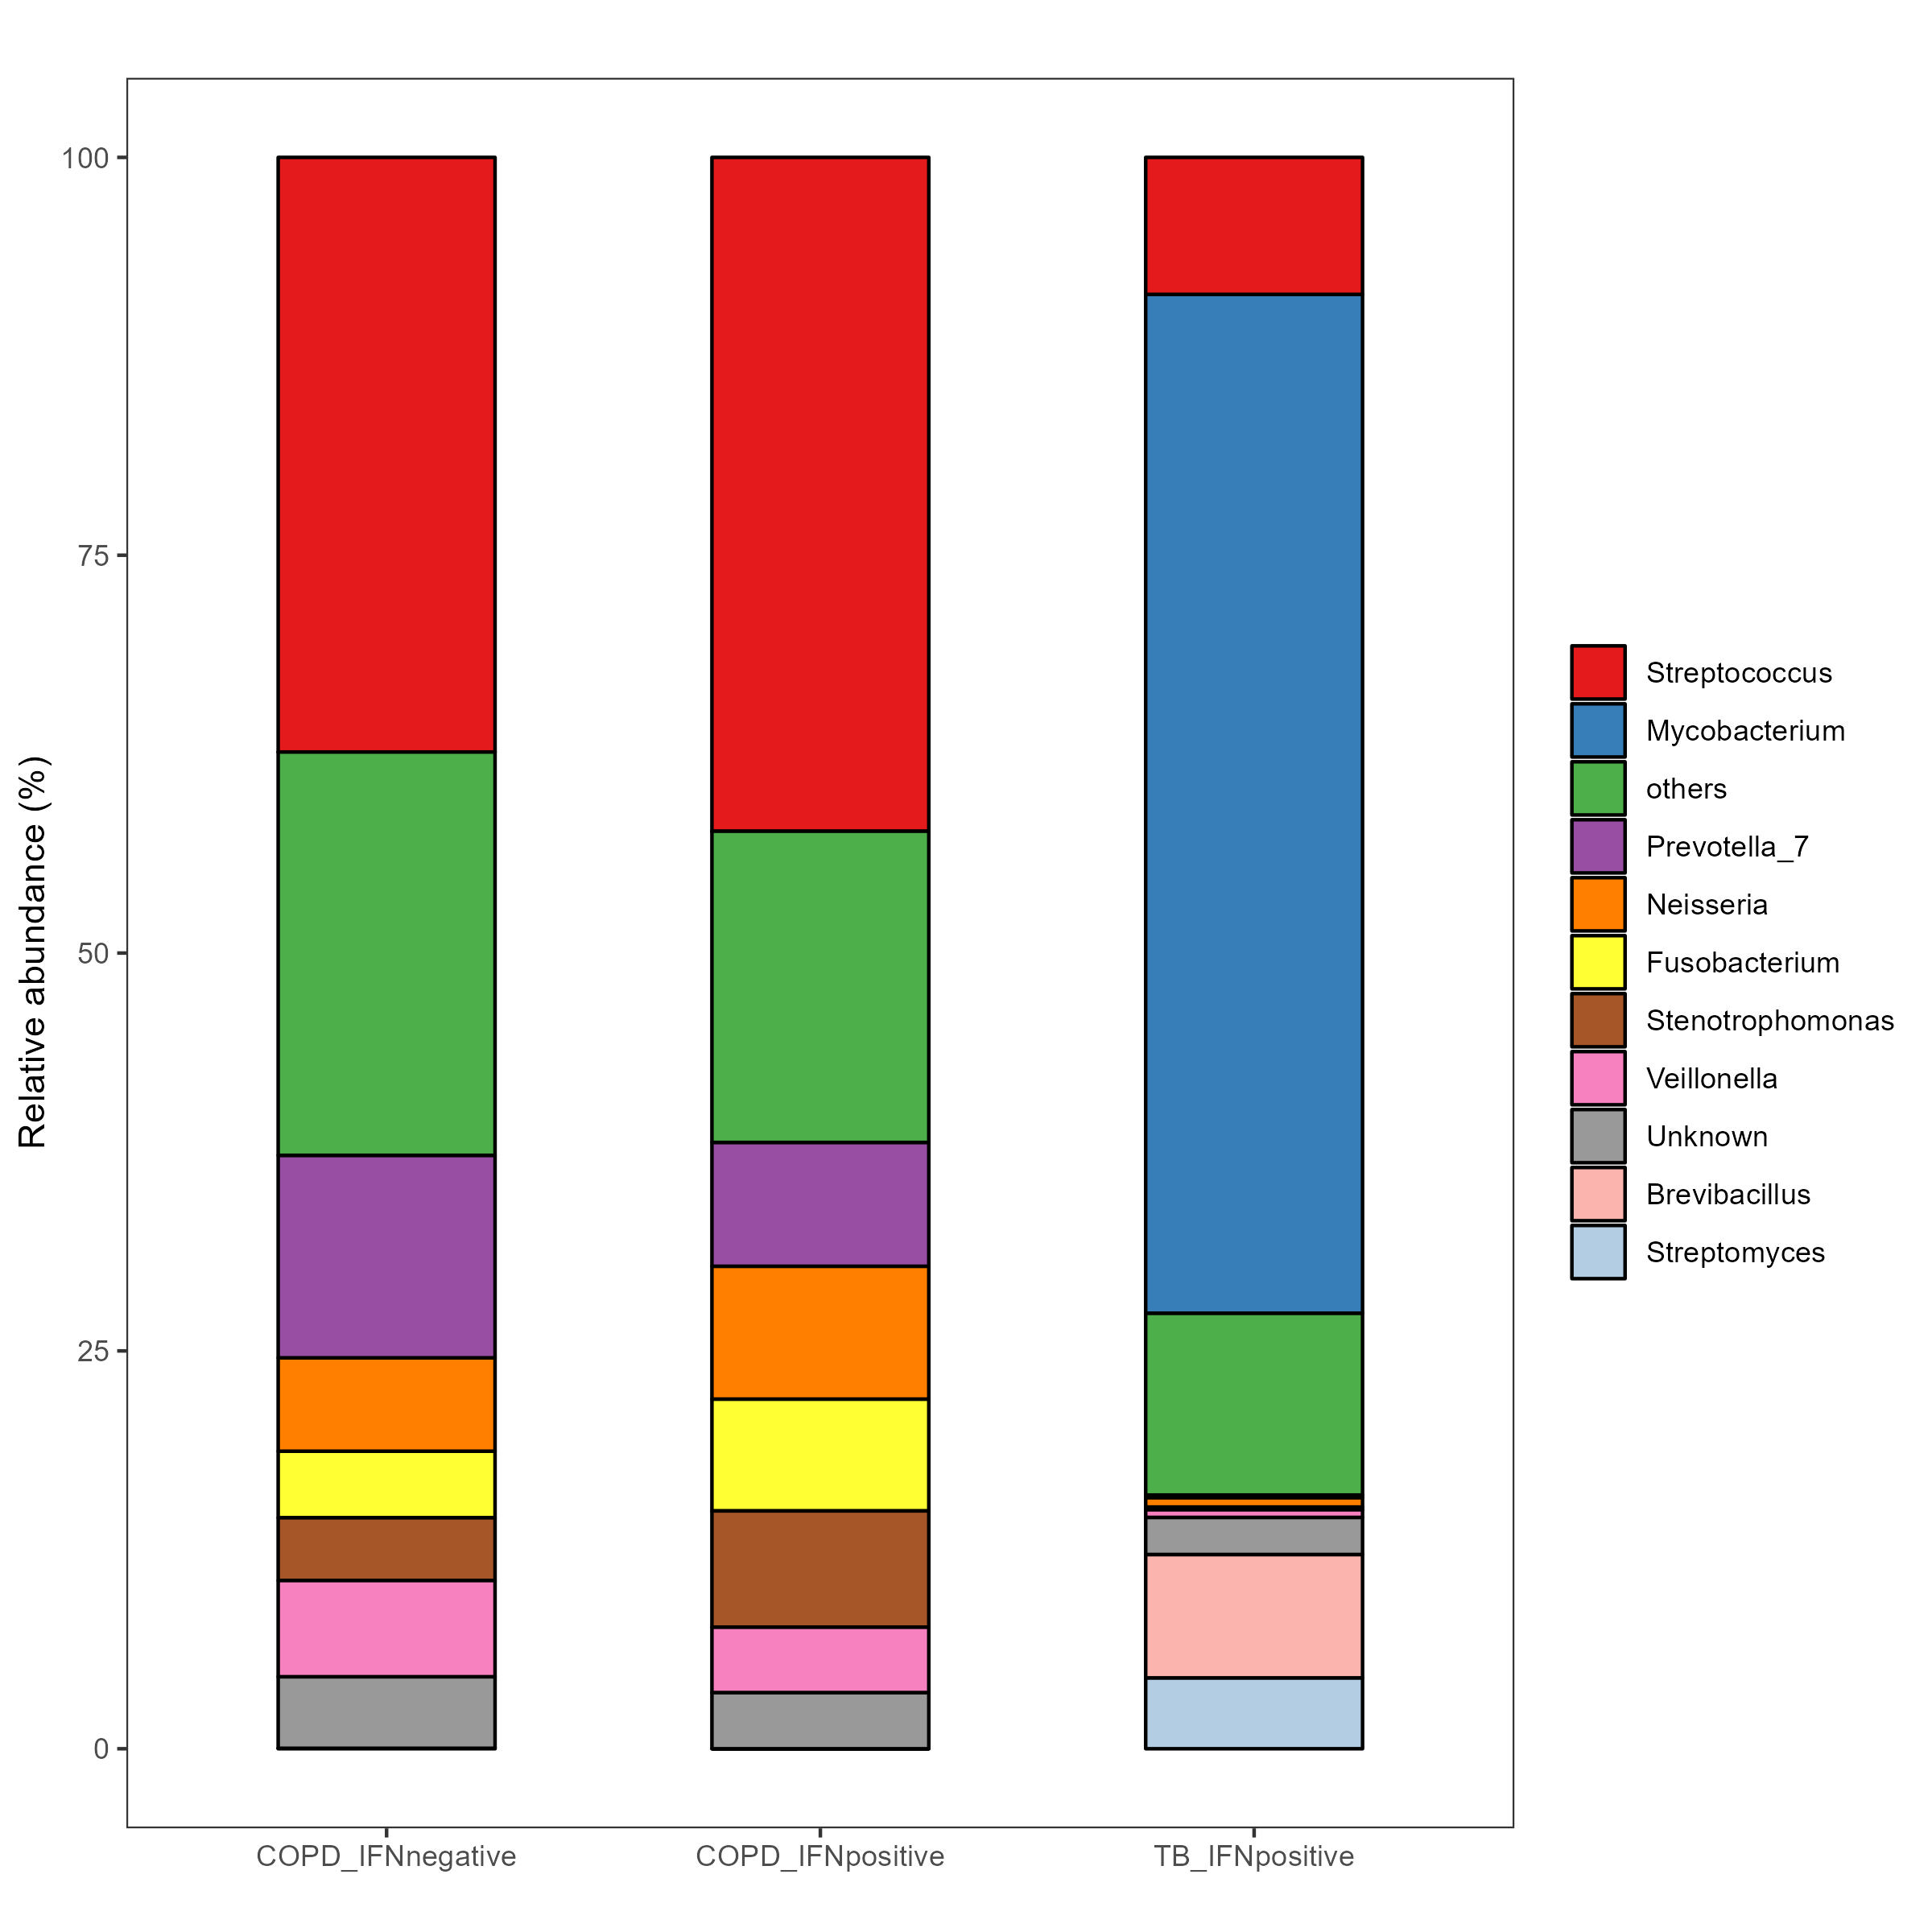 Relative abundance (%)
100
75
50
25
0
COPD_IFNnegative
COPD_IFNpositive
TB_IFNpositive
Streptococcus
Mycobacterium
others
Prevotella_7
Neisseria
Fusobacterium
Stenotrophomonas
Veillonella
Unknown
Brevibacillus
Streptomyces